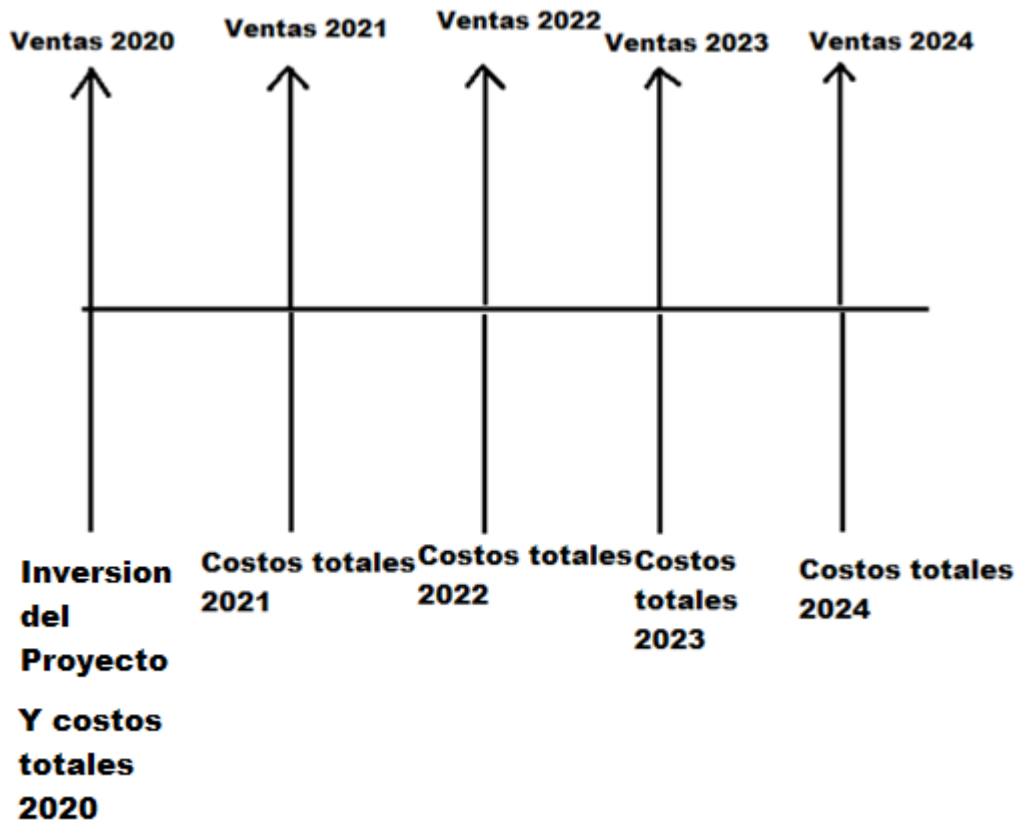 Ventas 2020
Ventas 2021
Ventas 2022
Ventas 2023
Ventas 2024
Inversion
del
Proyecto
Y costos
totales
2020
Costos totales
2021
Costos totales
2022
Costos
totales
2023
Costos totales
2024